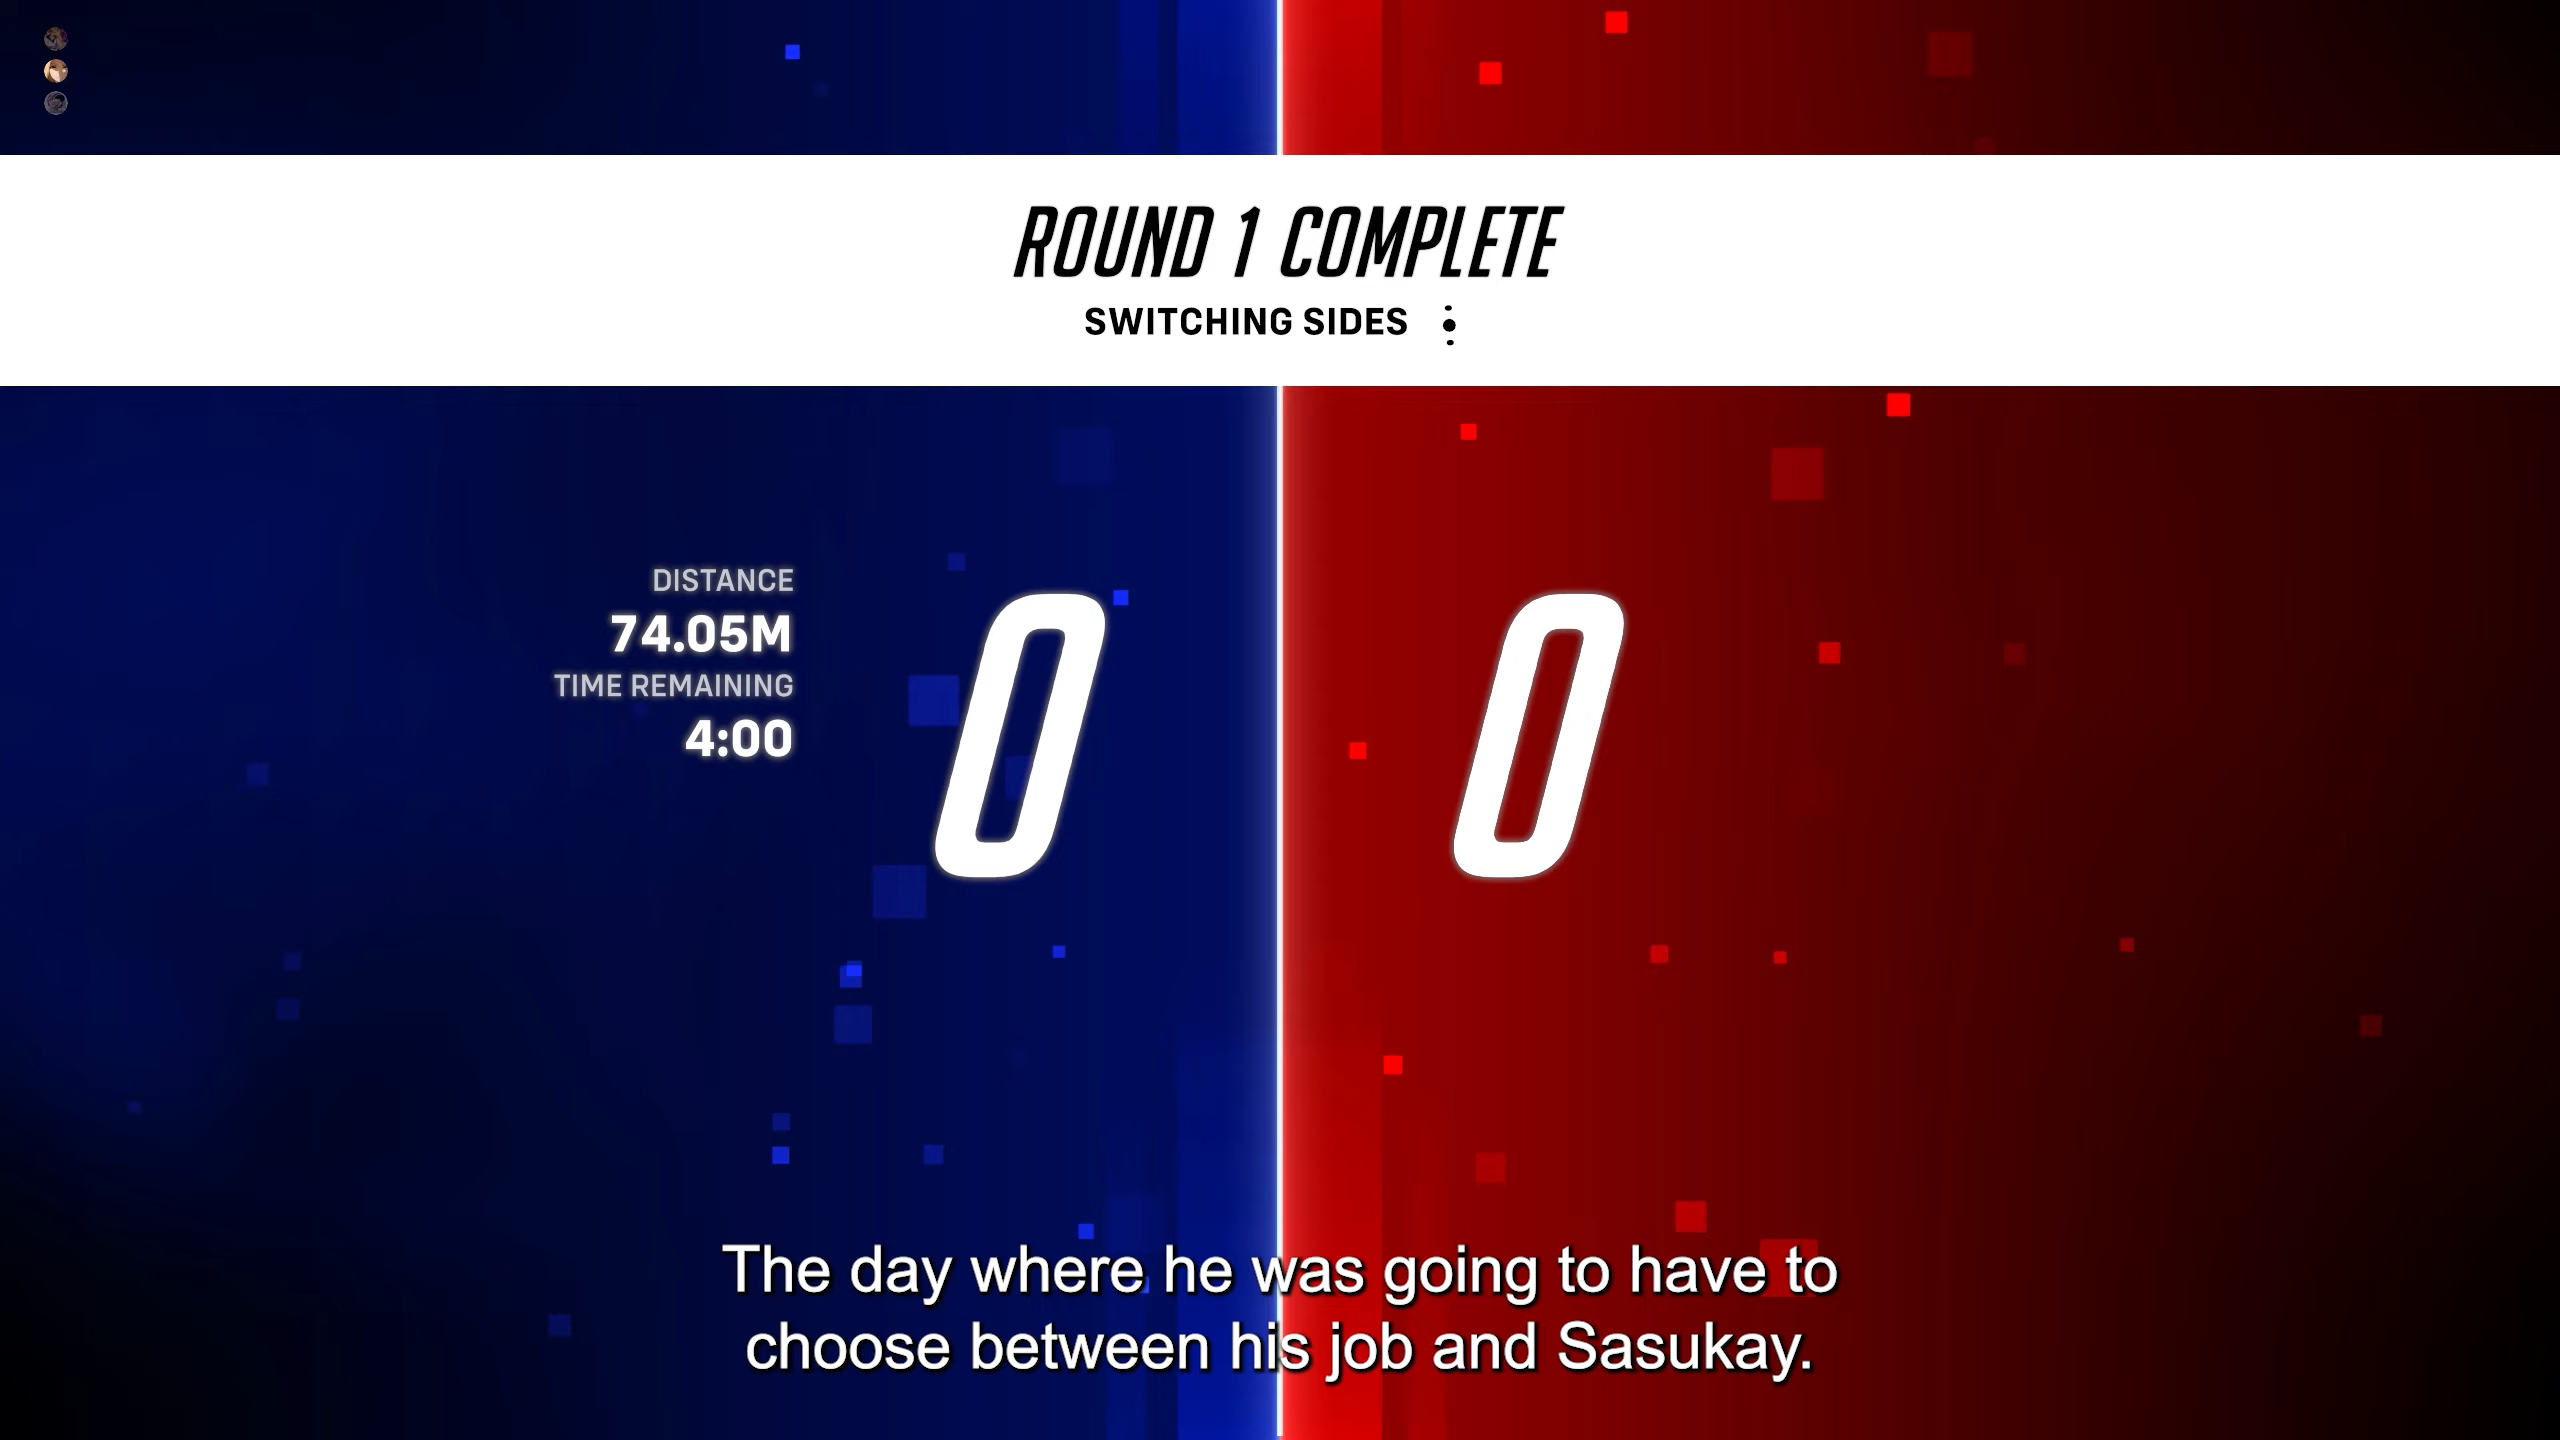 ROUND 1 COMPLETE
SWITCHING SIDES
DISTANCE
74.05M
TIME REMAINING
4:00
0
0
The day where he was going to have to
choose between his job and Sasukay.